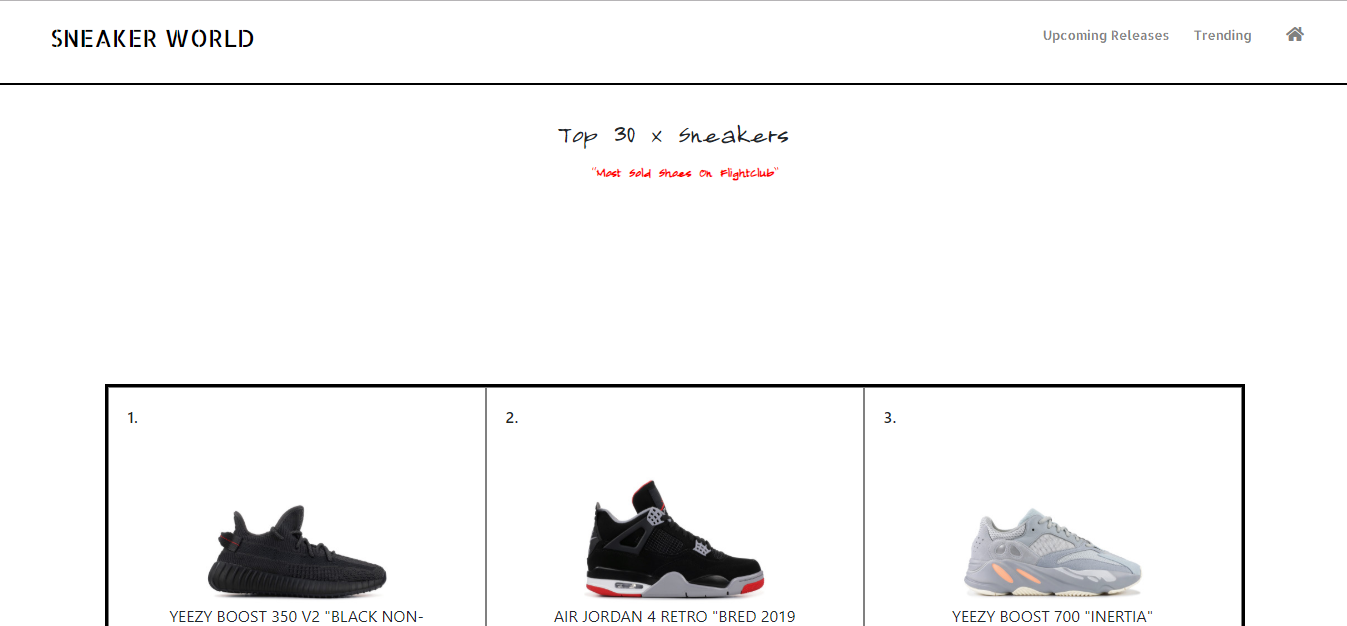 SNEAKER WORLD
Upcoming Releases Trending
Top 30 x Sneakers
"Most Sold Shoes On FlightClub"
1. 2. 3.
YEEZY BOOST 350 V2 "BLACK NON- AIR JORDAN 4 RETRO "BRED 2019 YEEZY BOOST 700 "INERTIA"